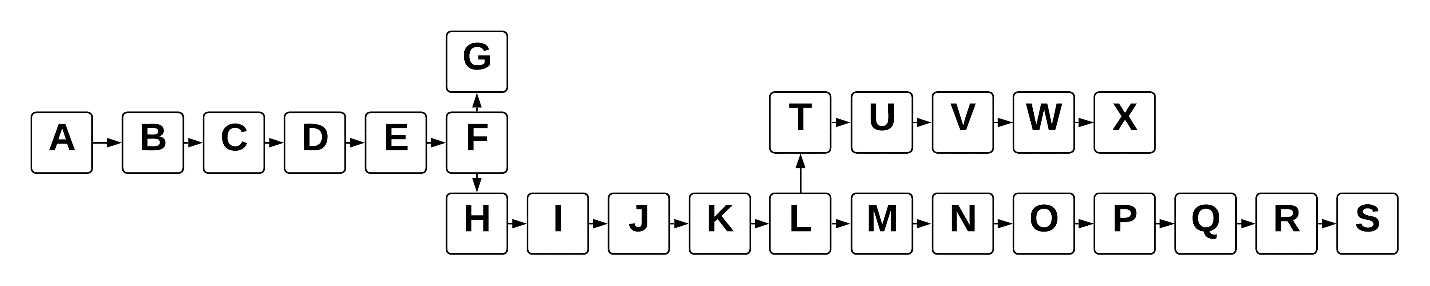 G
T U V W X
A B C D E F
H I J K L M N O P Q R S